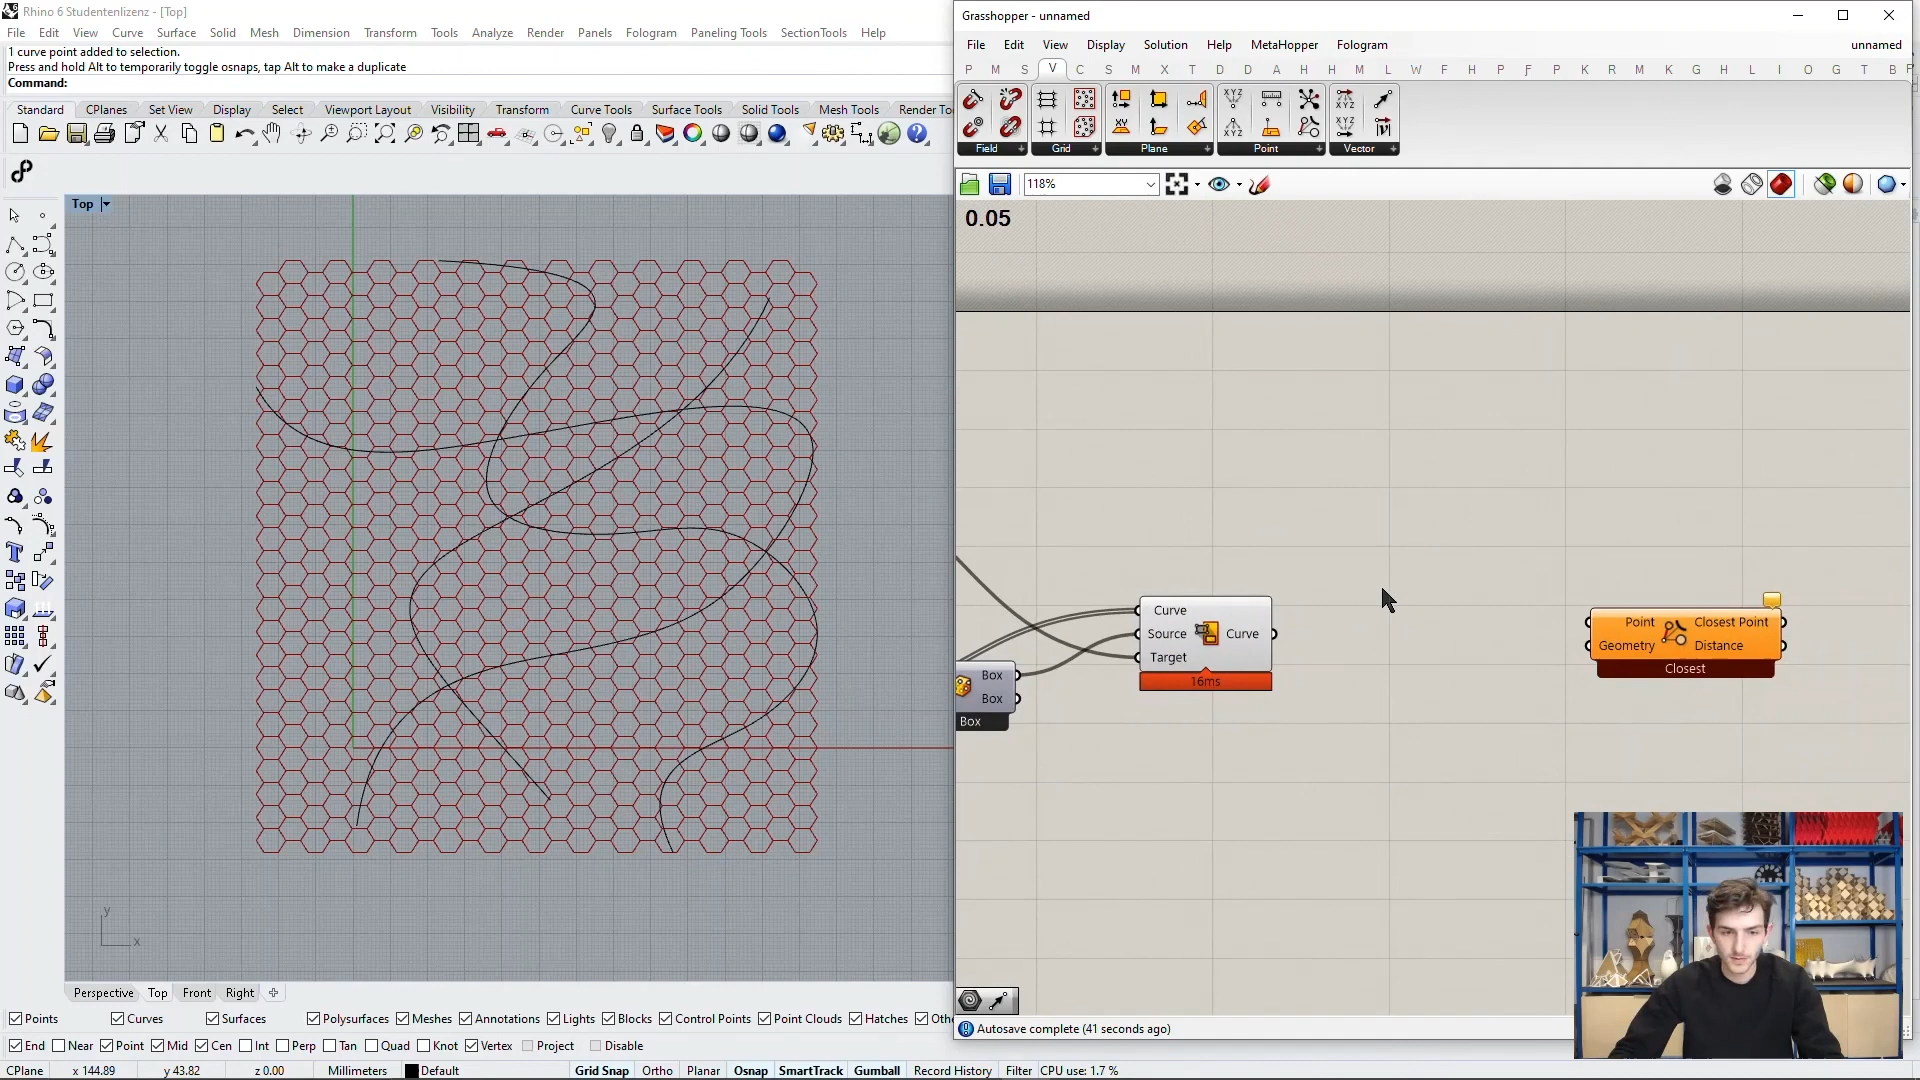 Rhino 6 Studentenlizenz - [Top]
File Edit View Curve Surface Solid Mesh Dimension Transform Tools Analyze Render Panels Fologram Paneling Tools SectionTools Help
1 curve point added to selection.
Press and hold Alt to temporarily toggle osnaps, tap Alt to make a duplicate
Command:
Standard CPlanes Set View Display Select Viewport Layout Visibility Transform Curve Tools Surface Tools Solid Tools Mesh Tools Render To
Top
y
x
Perspective Top Front Right
Points Curves Surfaces Polysurfaces Meshes Annotations Lights Blocks Control Points Point Clouds Hatches Oth
End Near Point Mid Cen Int Perp Tan Quad Knot Vertex Project Disable
CPlane x 144.89 y 43.82 z 0.00 Millimeters Default Grid Snap Ortho Planar Osnap SmartTrack Gumball Record History Filter CPU use: 1.7 %
Grasshopper - unnamed
File Edit View Display Solution Help MetaHopper Fologram unnamed
P M S V C S M X T D D A H H M L W F H P F P K R M K G H L I O G T B F
XYZ XYZ
XY XYZ XYZ
Field Grid Plane Point Vector
118%
0.05
Curve
Source Curve
Target
16ms
Box
Box
Box
Point Closest Point
Geometry Distance
Closest
Autosave complete (41 seconds ago)